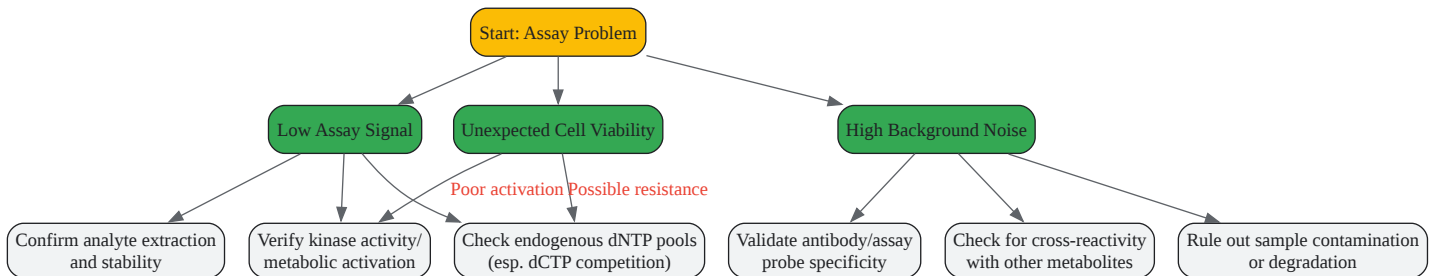 Start: Assay Problem
Low Assay Signal
Unexpected Cell Viability
High Background Noise
Poor activation
Possible resistance
Confirm analyte extraction
and stability
Verify kinase activity/
metabolic activation
Check endogenous dNTP pools
(esp. dCTP competition)
Validate antibody/assay
probe specificity
Check for cross-reactivity
with other metabolites
Rule out sample contamination
or degradation